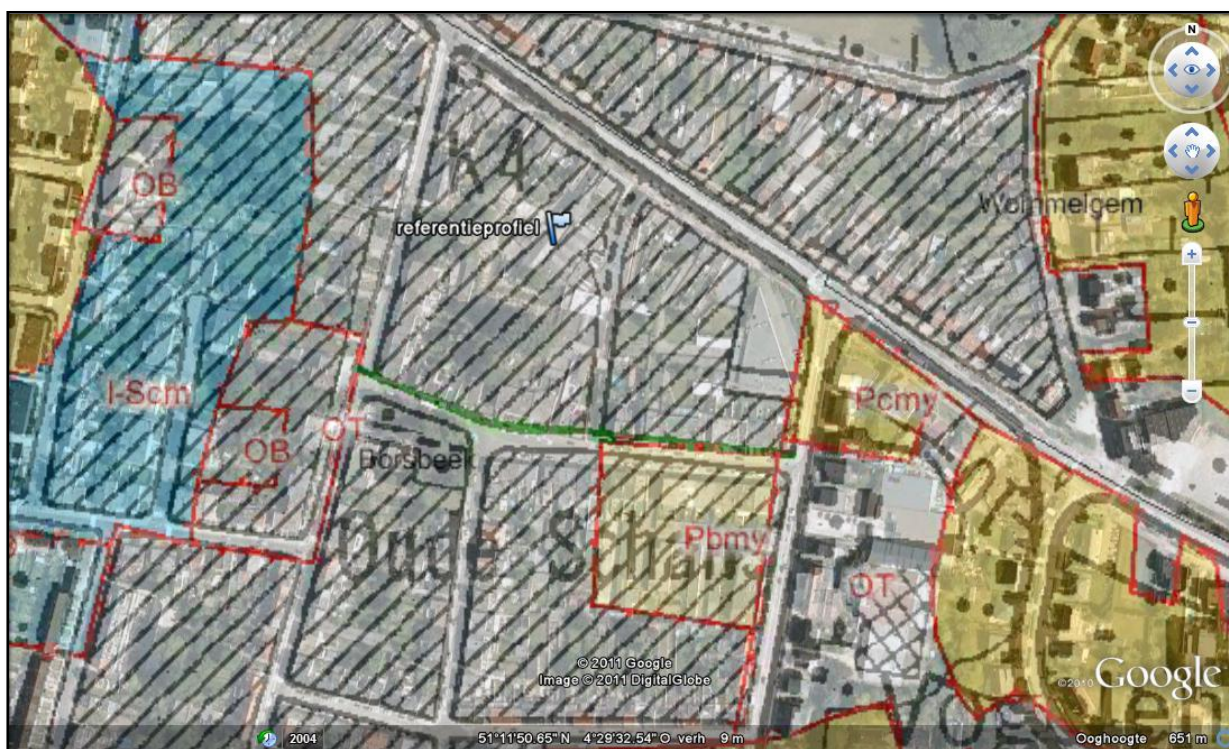 N
OB
Wommelgem
referentieprofiel
I-Scm
Pcmy
OT
OB
Borsbeek
Oude Schans
Pbmy
OT
© 2011 Google
Image © 2011 DigitalGlobe
©2010 Google
2004
51°11'50.65" N 4°29'32.54" O verh 9 m
Ooghoogte 651 m